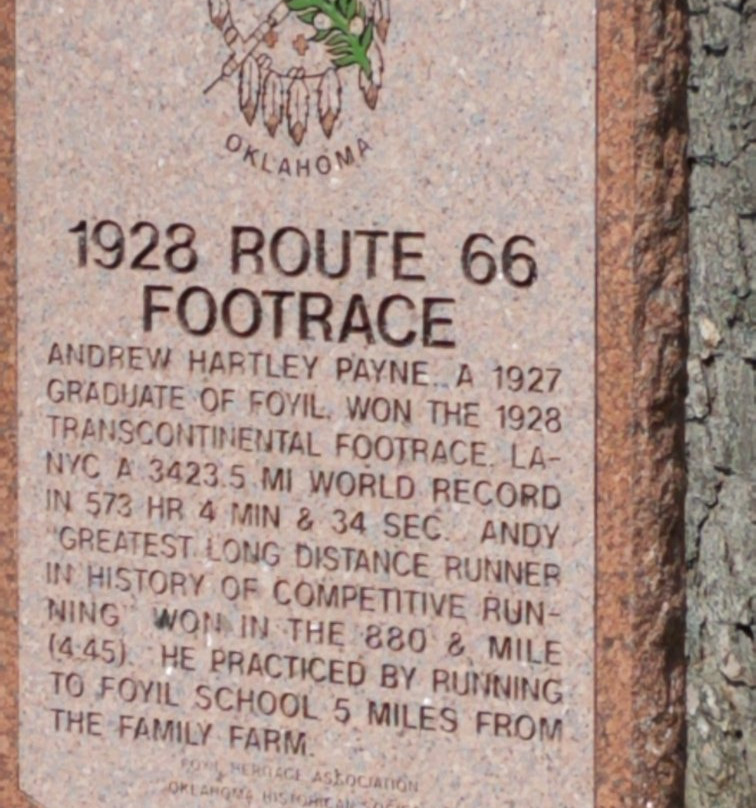 OKLAHOMA
1928 ROUTE 66
FOOTRACE
ANDREW HARTLEY PAYNE, A 1927
GRADUATE OF FOYIL, WON THE 1928
TRANSCONTINENTAL FOOTRACE, LA-
NYC A 3423.5 MI WORLD RECORD
IN 573 HR 4 MIN & 34 SEC. ANDY
"GREATEST LONG DISTANCE RUNNER
IN HISTORY OF COMPETITIVE RUN-
NING" WON IN THE 880 & MILE
(4:45). HE PRACTICED BY RUNNING
TO FOYIL SCHOOL 5 MILES FROM
THE FAMILY FARM.
FOYIL HERITAGE ASSOCIATION
OKLAHOMA HISTORICAL